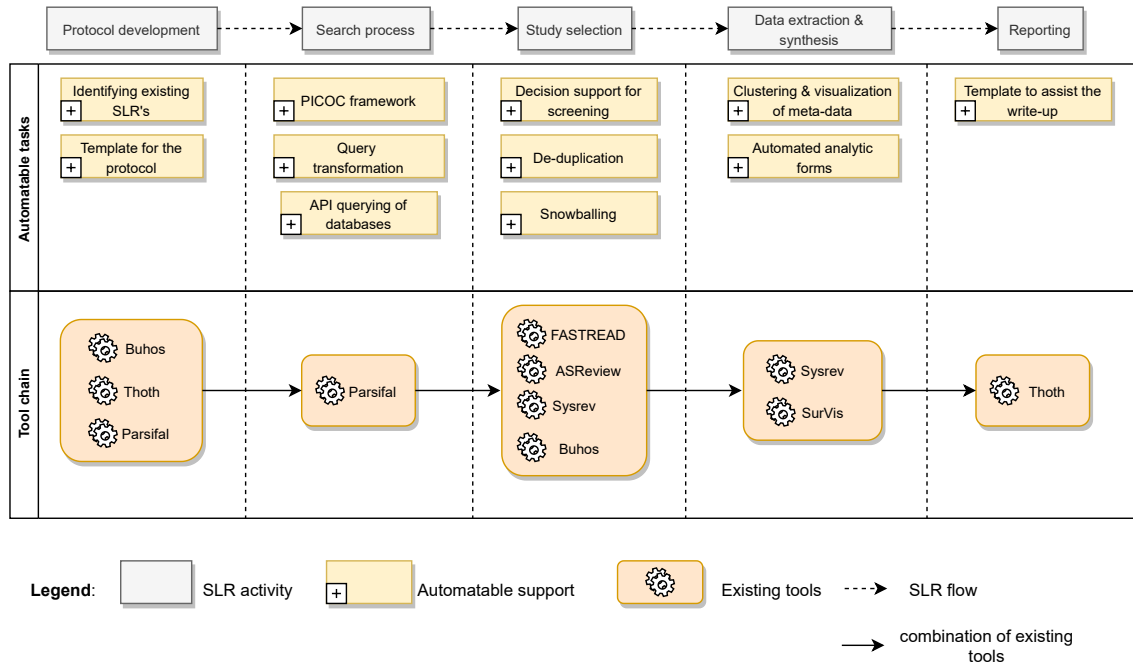 Protocol development
Search process
Study selection
Data extraction &
synthesis
Reporting
Automatable tasks
Identifying existing
SLR's
Template for the
protocol
PICOC framework
Query
transformation
API querying of
databases
Decision support for
screening
De-duplication
Snowballing
Clustering & visualization
of meta-data
Automated analytic
forms
Template to assist the
write-up
Tool chain
Buhos
Thoth
Parsifal
Parsifal
FASTREAD
ASReview
Sysrev
Buhos
Sysrev
SurVis
Thoth
Legend:
SLR activity
Automatable support
Existing tools
SLR flow
combination of existing
tools